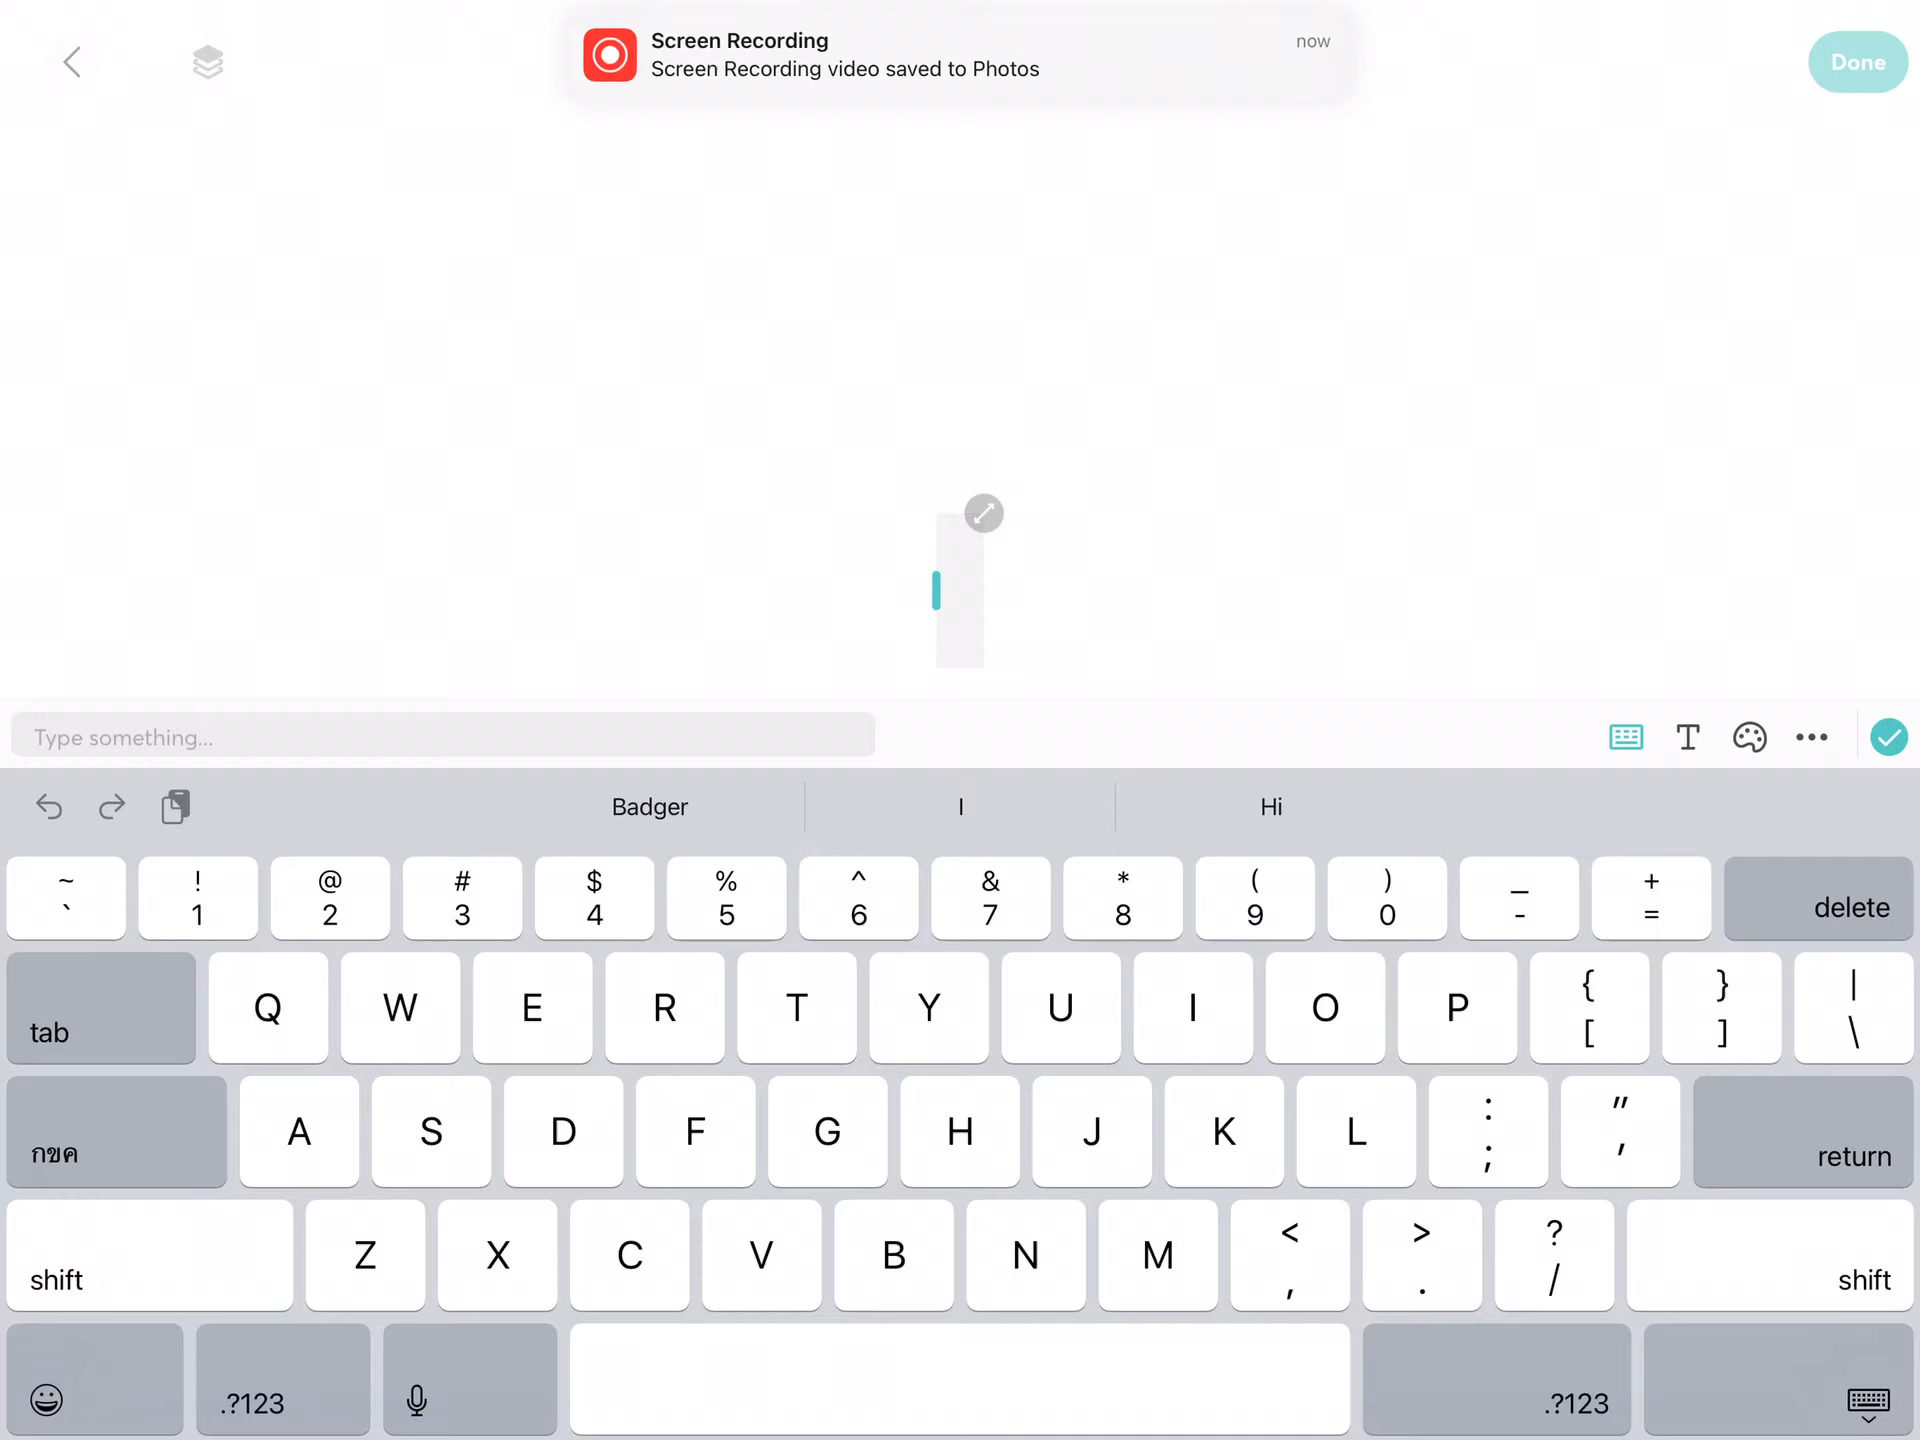 Screen Recording
now
Screen Recording video saved to Photos
Done
Type something...
Badger
I
Hi
~ ! @ # $ % ^ & * ( ) _ +
` 1 2 3 4 5 6 7 8 9 0 - = delete
tab Q W E R T Y U I O P { [ } ] | \
กขค A S D F G H J K L : ; " ' return
shift Z X C V B N M < , > . ? / shift
.?123 .?123